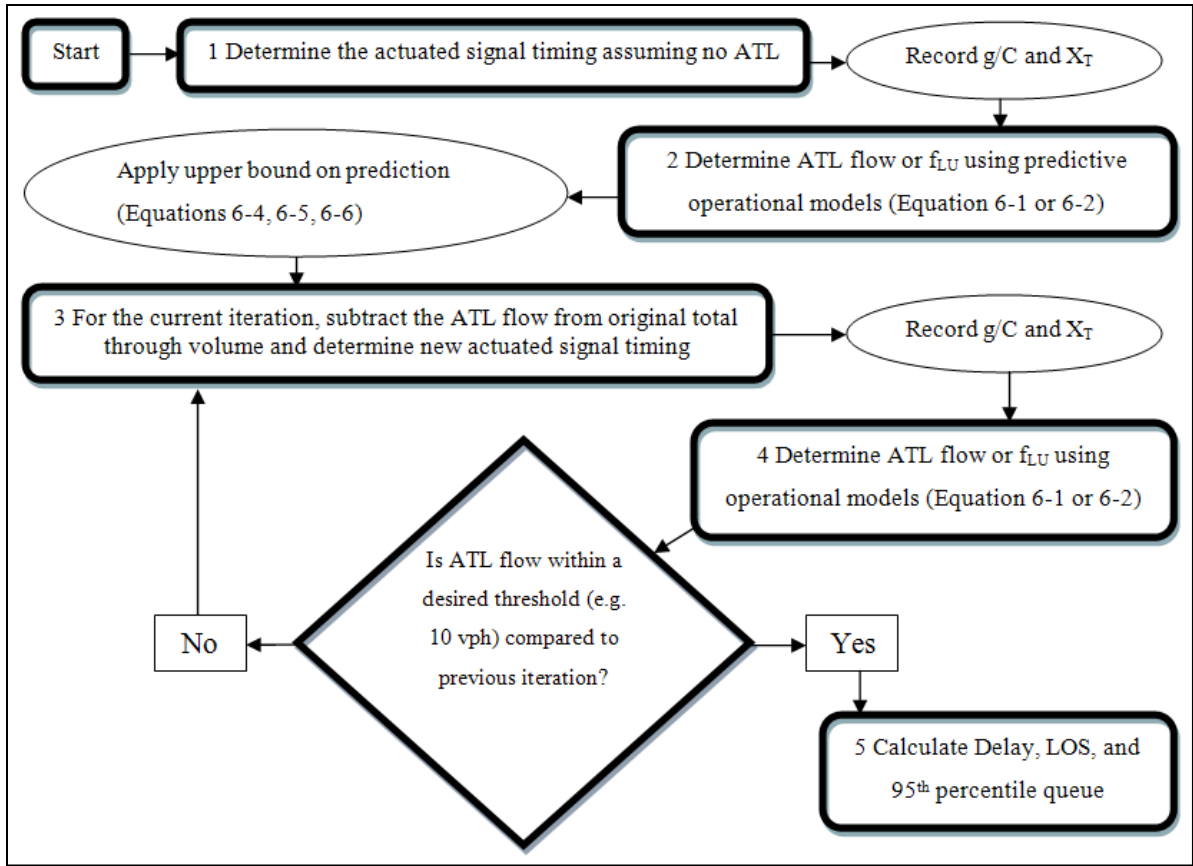 Start
1 Determine the actuated signal timing assuming no ATL
Record g/C and XT
2 Determine ATL flow or fLU using predictive
operational models (Equation 6-1 or 6-2)
Apply upper bound on prediction
(Equations 6-4, 6-5, 6-6)
3 For the current iteration, subtract the ATL flow from original total
through volume and determine new actuated signal timing
Record g/C and XT
4 Determine ATL flow or fLU using
operational models (Equation 6-1 or 6-2)
Is ATL flow within a
desired threshold (e.g.
10 vph) compared to
previous iteration?
No
Yes
5 Calculate Delay, LOS, and
95th percentile queue